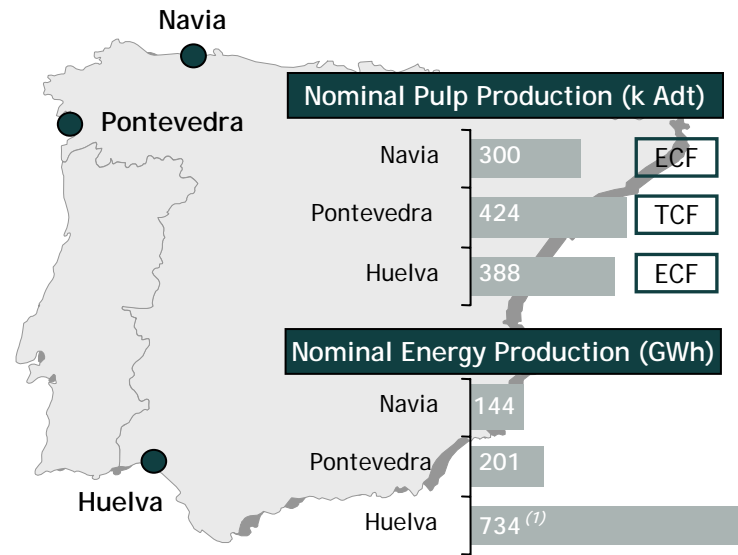 Navia
Pontevedra
Nominal Pulp Production (k Adt)
Navia 300 ECF
Pontevedra 424 TCF
Huelva 388 ECF
Nominal Energy Production (GWh)
Navia 144
Pontevedra 201
Huelva
Huelva 734 (1)